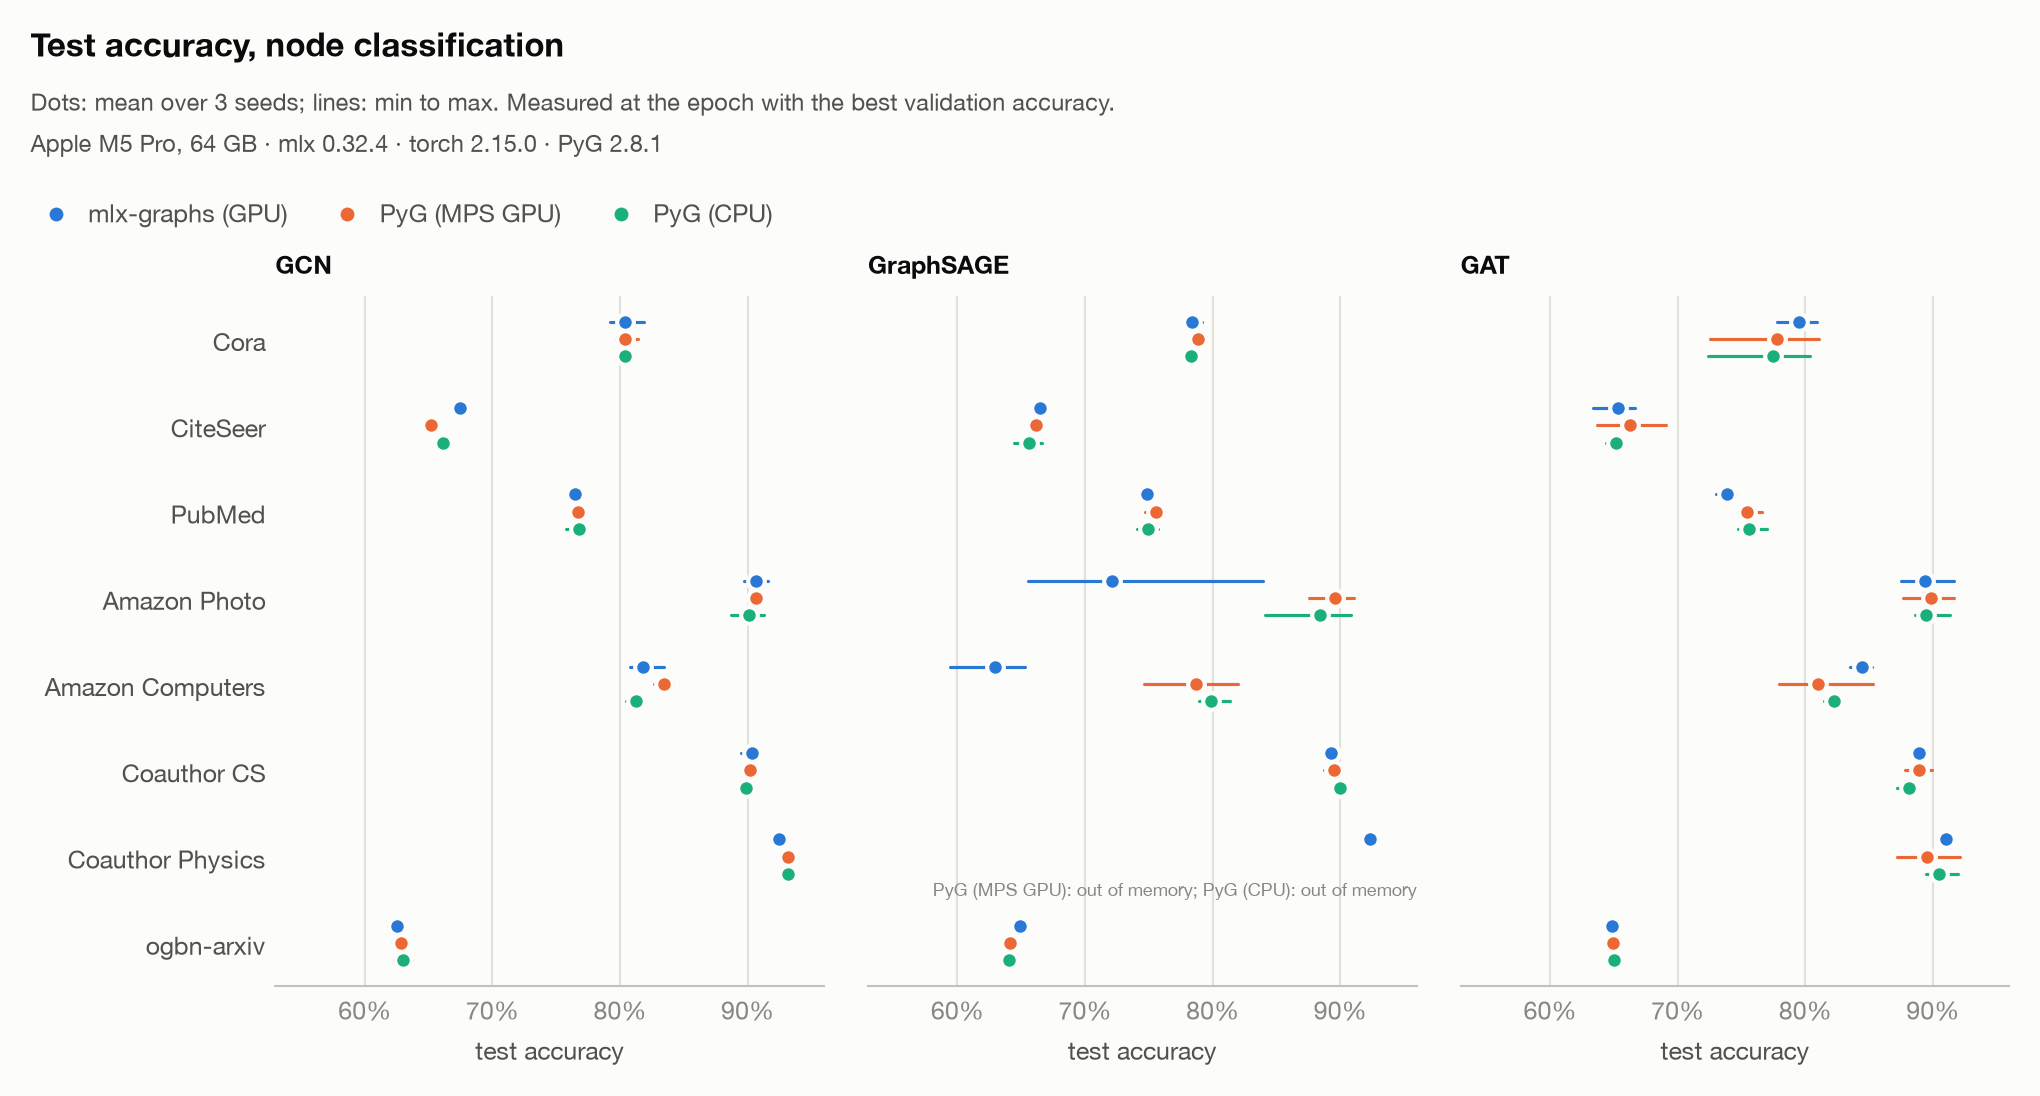 Test accuracy, node classification
Dots: mean over 3 seeds; lines: min to max. Measured at the epoch with the best validation accuracy.
Apple M5 Pro, 64 GB · mlx 0.32.4 · torch 2.15.0 · PyG 2.8.1
mlx-graphs (GPU) PyG (MPS GPU) PyG (CPU)
GCN GraphSAGE GAT
Cora
CiteSeer
PubMed
Amazon Photo
Amazon Computers
Coauthor CS
Coauthor Physics
PyG (MPS GPU): out of memory; PyG (CPU): out of memory
ogbn-arxiv
60% 70% 80% 90% 60% 70% 80% 90% 60% 70% 80% 90%
test accuracy test accuracy test accuracy